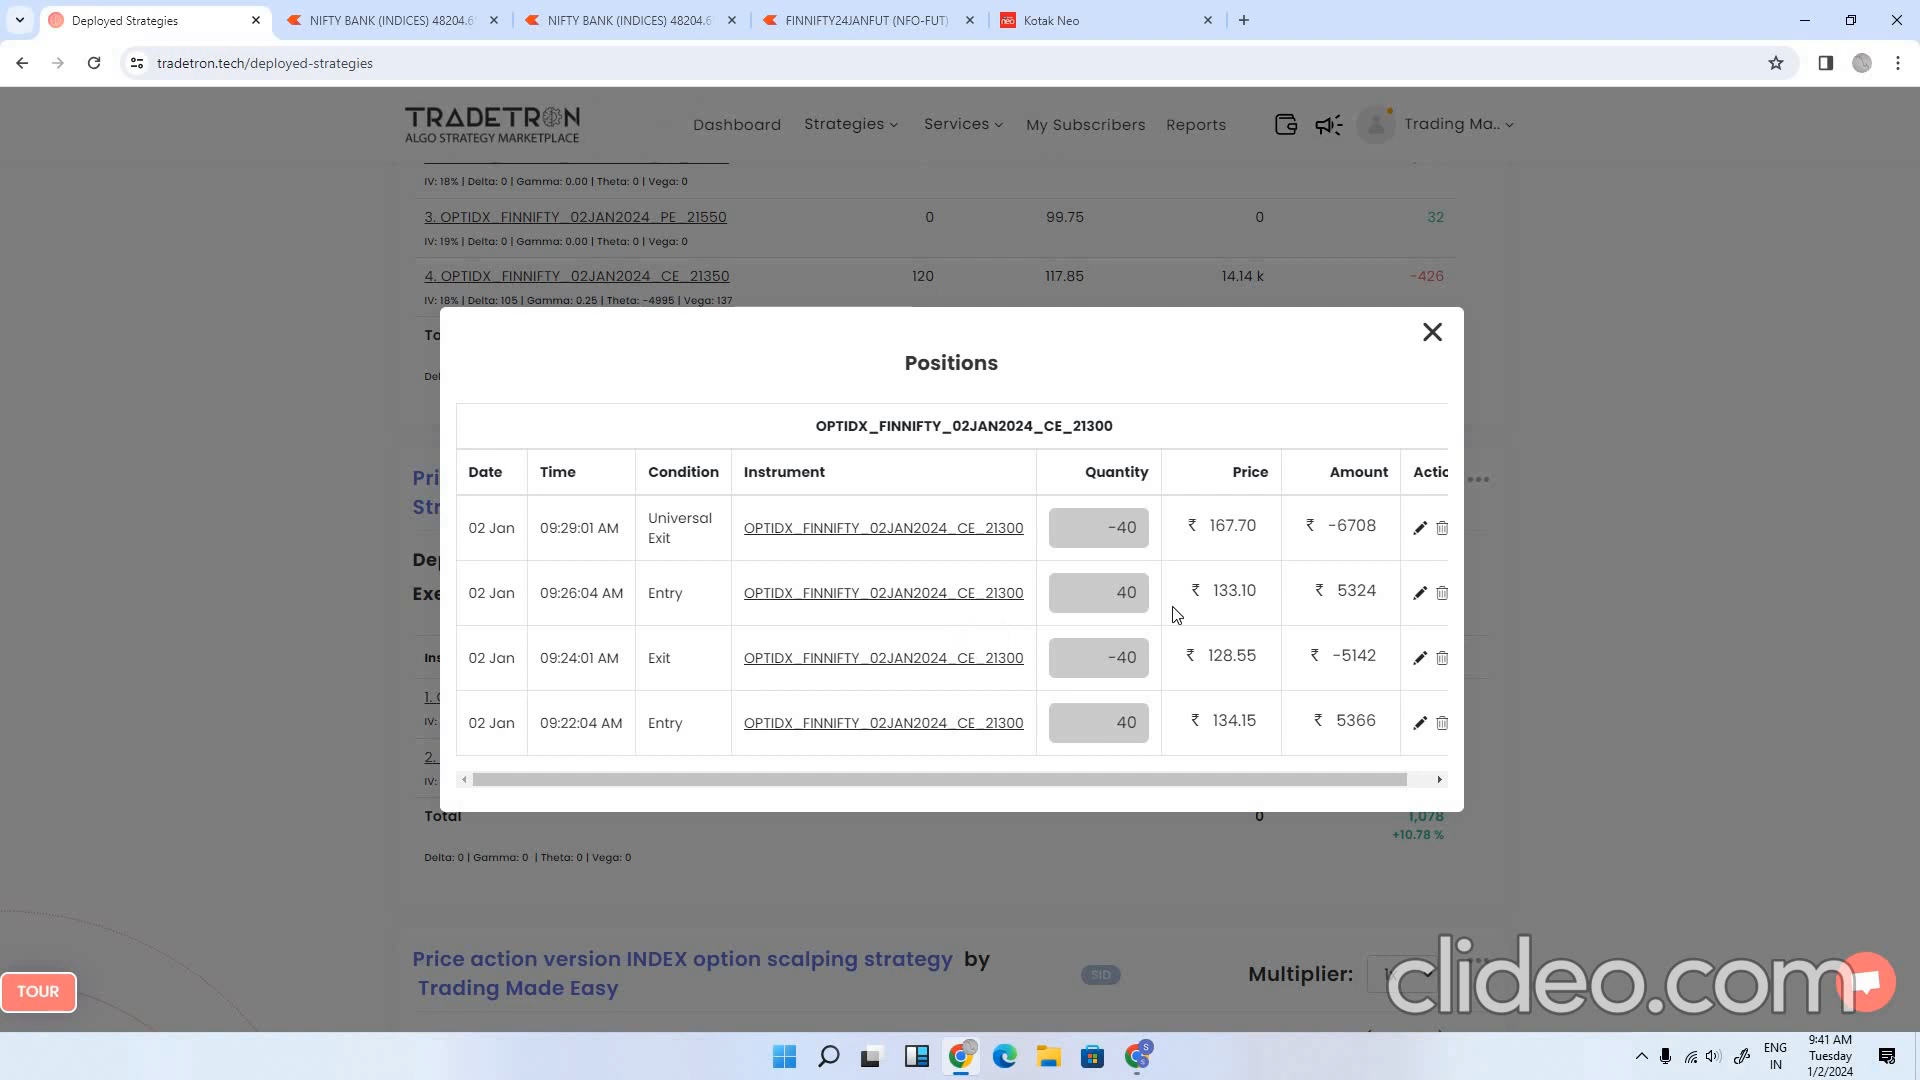 Deployed Strategies
NIFTY BANK (INDICES) 48204.6
NIFTY BANK (INDICES) 48204.6
FINNIFTY24JANFUT (NFO-FUT)
neo Kotak Neo
tradetron.tech/deployed-strategies
TRADETRON
ALGO STRATEGY MARKETPLACE
Dashboard Strategies Services My Subscribers Reports Trading Ma..
IV: 18% | Delta: 0 | Gamma: 0.00 | Theta: 0 | Vega: 0
3. OPTIDX_FINNIFTY_02JAN2024_PE_21550 0 99.75 0 32
IV: 19% | Delta: 0 | Gamma: 0.00 | Theta: 0 | Vega: 0
4. OPTIDX_FINNIFTY_02JAN2024_CE_21350 120 117.85 14.14 k -426
IV: 18% | Delta: 105 | Gamma: 0.25 | Theta: -4995 | Vega: 137
Positions
OPTIDX_FINNIFTY_02JAN2024_CE_21300
Date Time Condition Instrument Quantity Price Amount Actio
02 Jan 09:29:01 AM Universal Exit OPTIDX_FINNIFTY_02JAN2024_CE_21300 -40 ₹ 167.70 ₹ -6708
02 Jan 09:26:04 AM Entry OPTIDX_FINNIFTY_02JAN2024_CE_21300 40 ₹ 133.10 ₹ 5324
02 Jan 09:24:01 AM Exit OPTIDX_FINNIFTY_02JAN2024_CE_21300 -40 ₹ 128.55 ₹ -5142
02 Jan 09:22:04 AM Entry OPTIDX_FINNIFTY_02JAN2024_CE_21300 40 ₹ 134.15 ₹ 5366
Total 0 1,078
+10.78 %
Delta: 0 | Gamma: 0 | Theta: 0 | Vega: 0
Price action version INDEX option scalping strategy by
Trading Made Easy
SID
Multiplier:
clideo.com
TOUR
ENG
IN
9:41 AM
Tuesday
1/2/2024